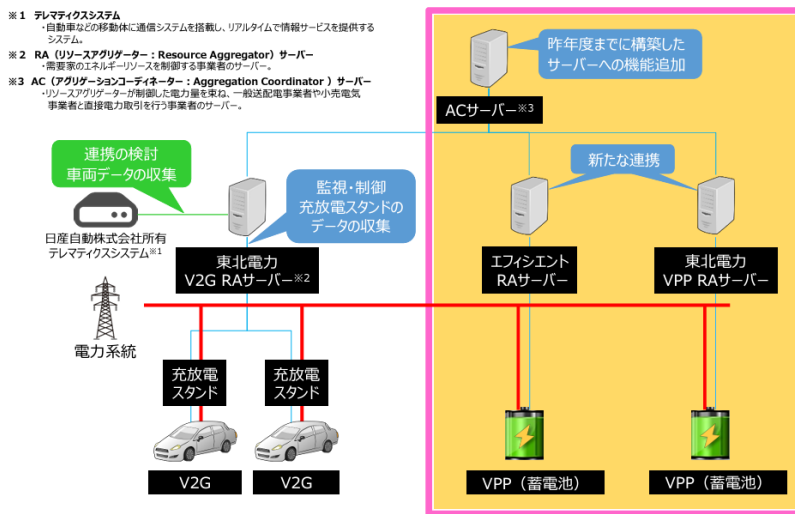 ※1 テレマティクスシステム
・自動車などの移動体に通信システムを搭載し、リアルタイムで情報サービスを提供する
システム。
※2 RA（リソースアグリゲーター：Resource Aggregator）サーバー
・需要家のエネルギーリソースを制御する事業者のサーバー。
※3 AC（アグリゲーションコーディネーター：Aggregation Coordinator ）サーバー
・リソースアグリゲーターが制御した電力量を束ね、一般送配電事業者や小売電気
事業者と直接電力取引を行う事業者のサーバー。
昨年度までに構築した
サーバーへの機能追加
ACサーバー※3
連携の検討
車両データの収集
監視・制御
充放電スタンドの
データの収集
新たな連携
日産自動車株式会社所有
テレマティクスシステム※1
東北電力
V2G RAサーバー※2
エフィシエント
RAサーバー
東北電力
VPP RAサーバー
電力系統
充放電
スタンド
充放電
スタンド
V2G
V2G
VPP（蓄電池）
VPP（蓄電池）